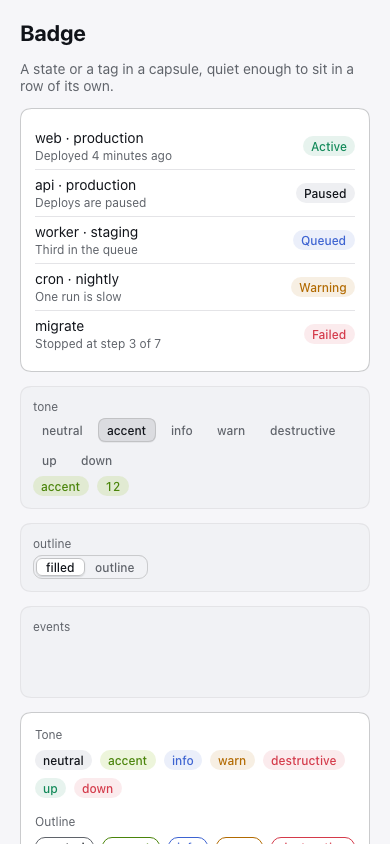 Badge
A state or a tag in a capsule, quiet enough to sit in a
row of its own.
web · production
Deployed 4 minutes ago
Active
api · production
Deploys are paused
Paused
worker · staging
Third in the queue
Queued
cron · nightly
One run is slow
Warning
migrate
Stopped at step 3 of 7
Failed
tone
neutral accent info warn destructive
up down
accent 12
outline
filled outline
events
Tone
neutral accent info warn destructive
up down
Outline